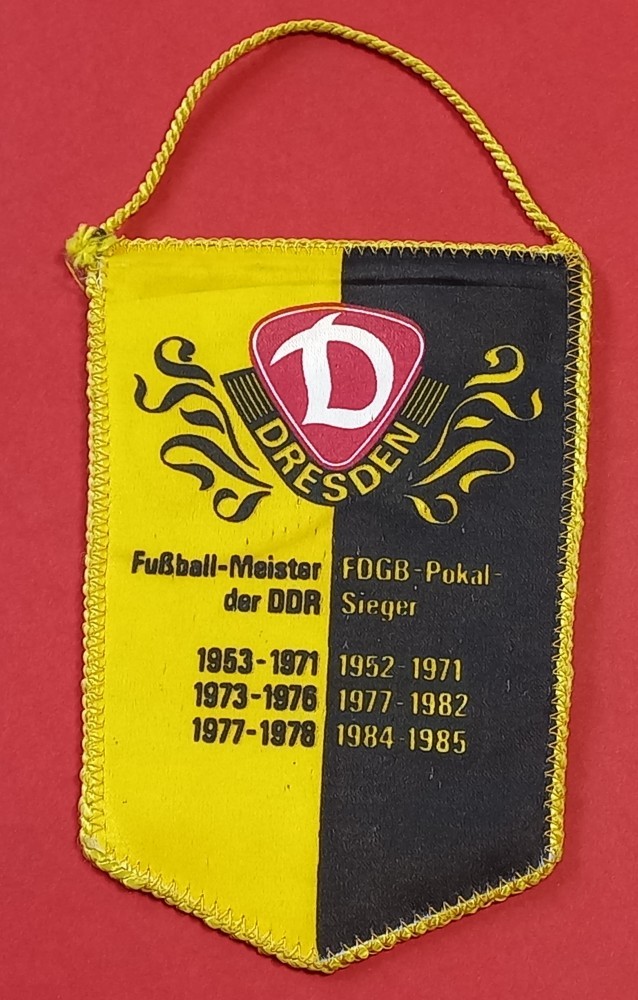 D
DRESDEN
Fußball-Meister
der DDR
1953-1971
1973-1976
1977-1978
FDGB-Pokal-
Sieger
1952-1971
1977-1982
1984-1985